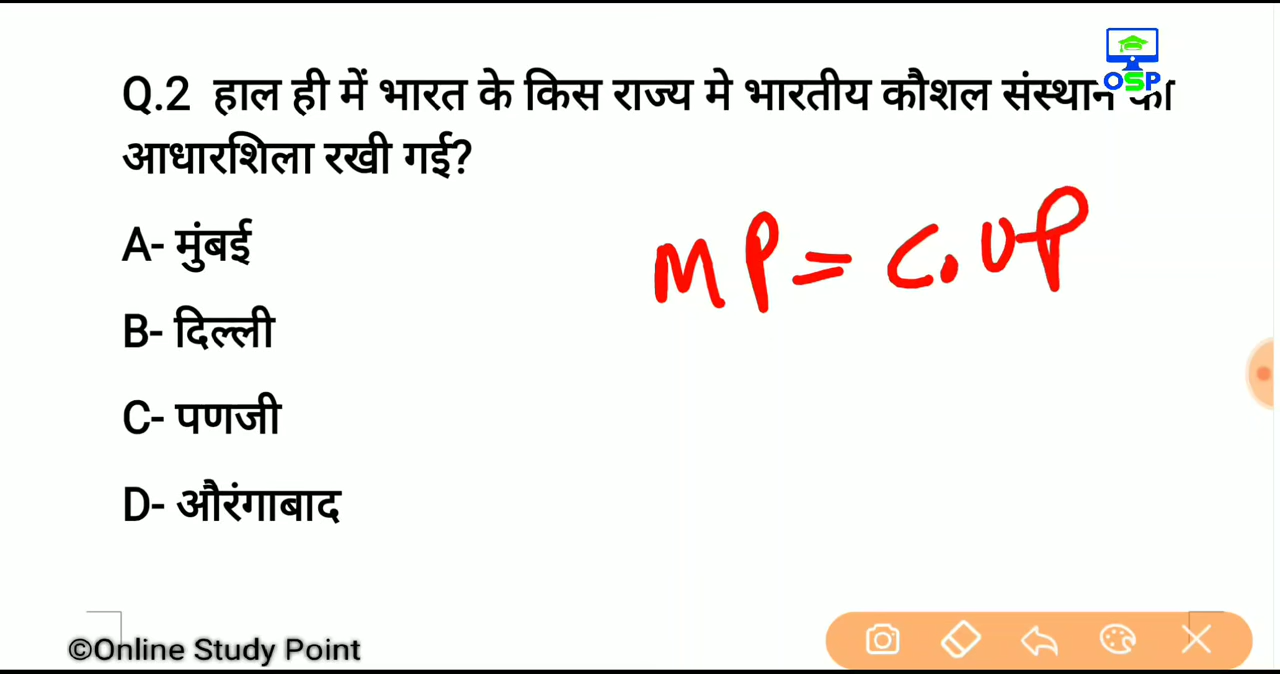 OSP
Q.2 हाल ही में भारत के किस राज्य मे भारतीय कौशल संस्थान का
आधारशिला रखी गई?
A- मुंबई
B- दिल्ली
C- पणजी
D- औरंगाबाद
MP = C. UP
©Online Study Point